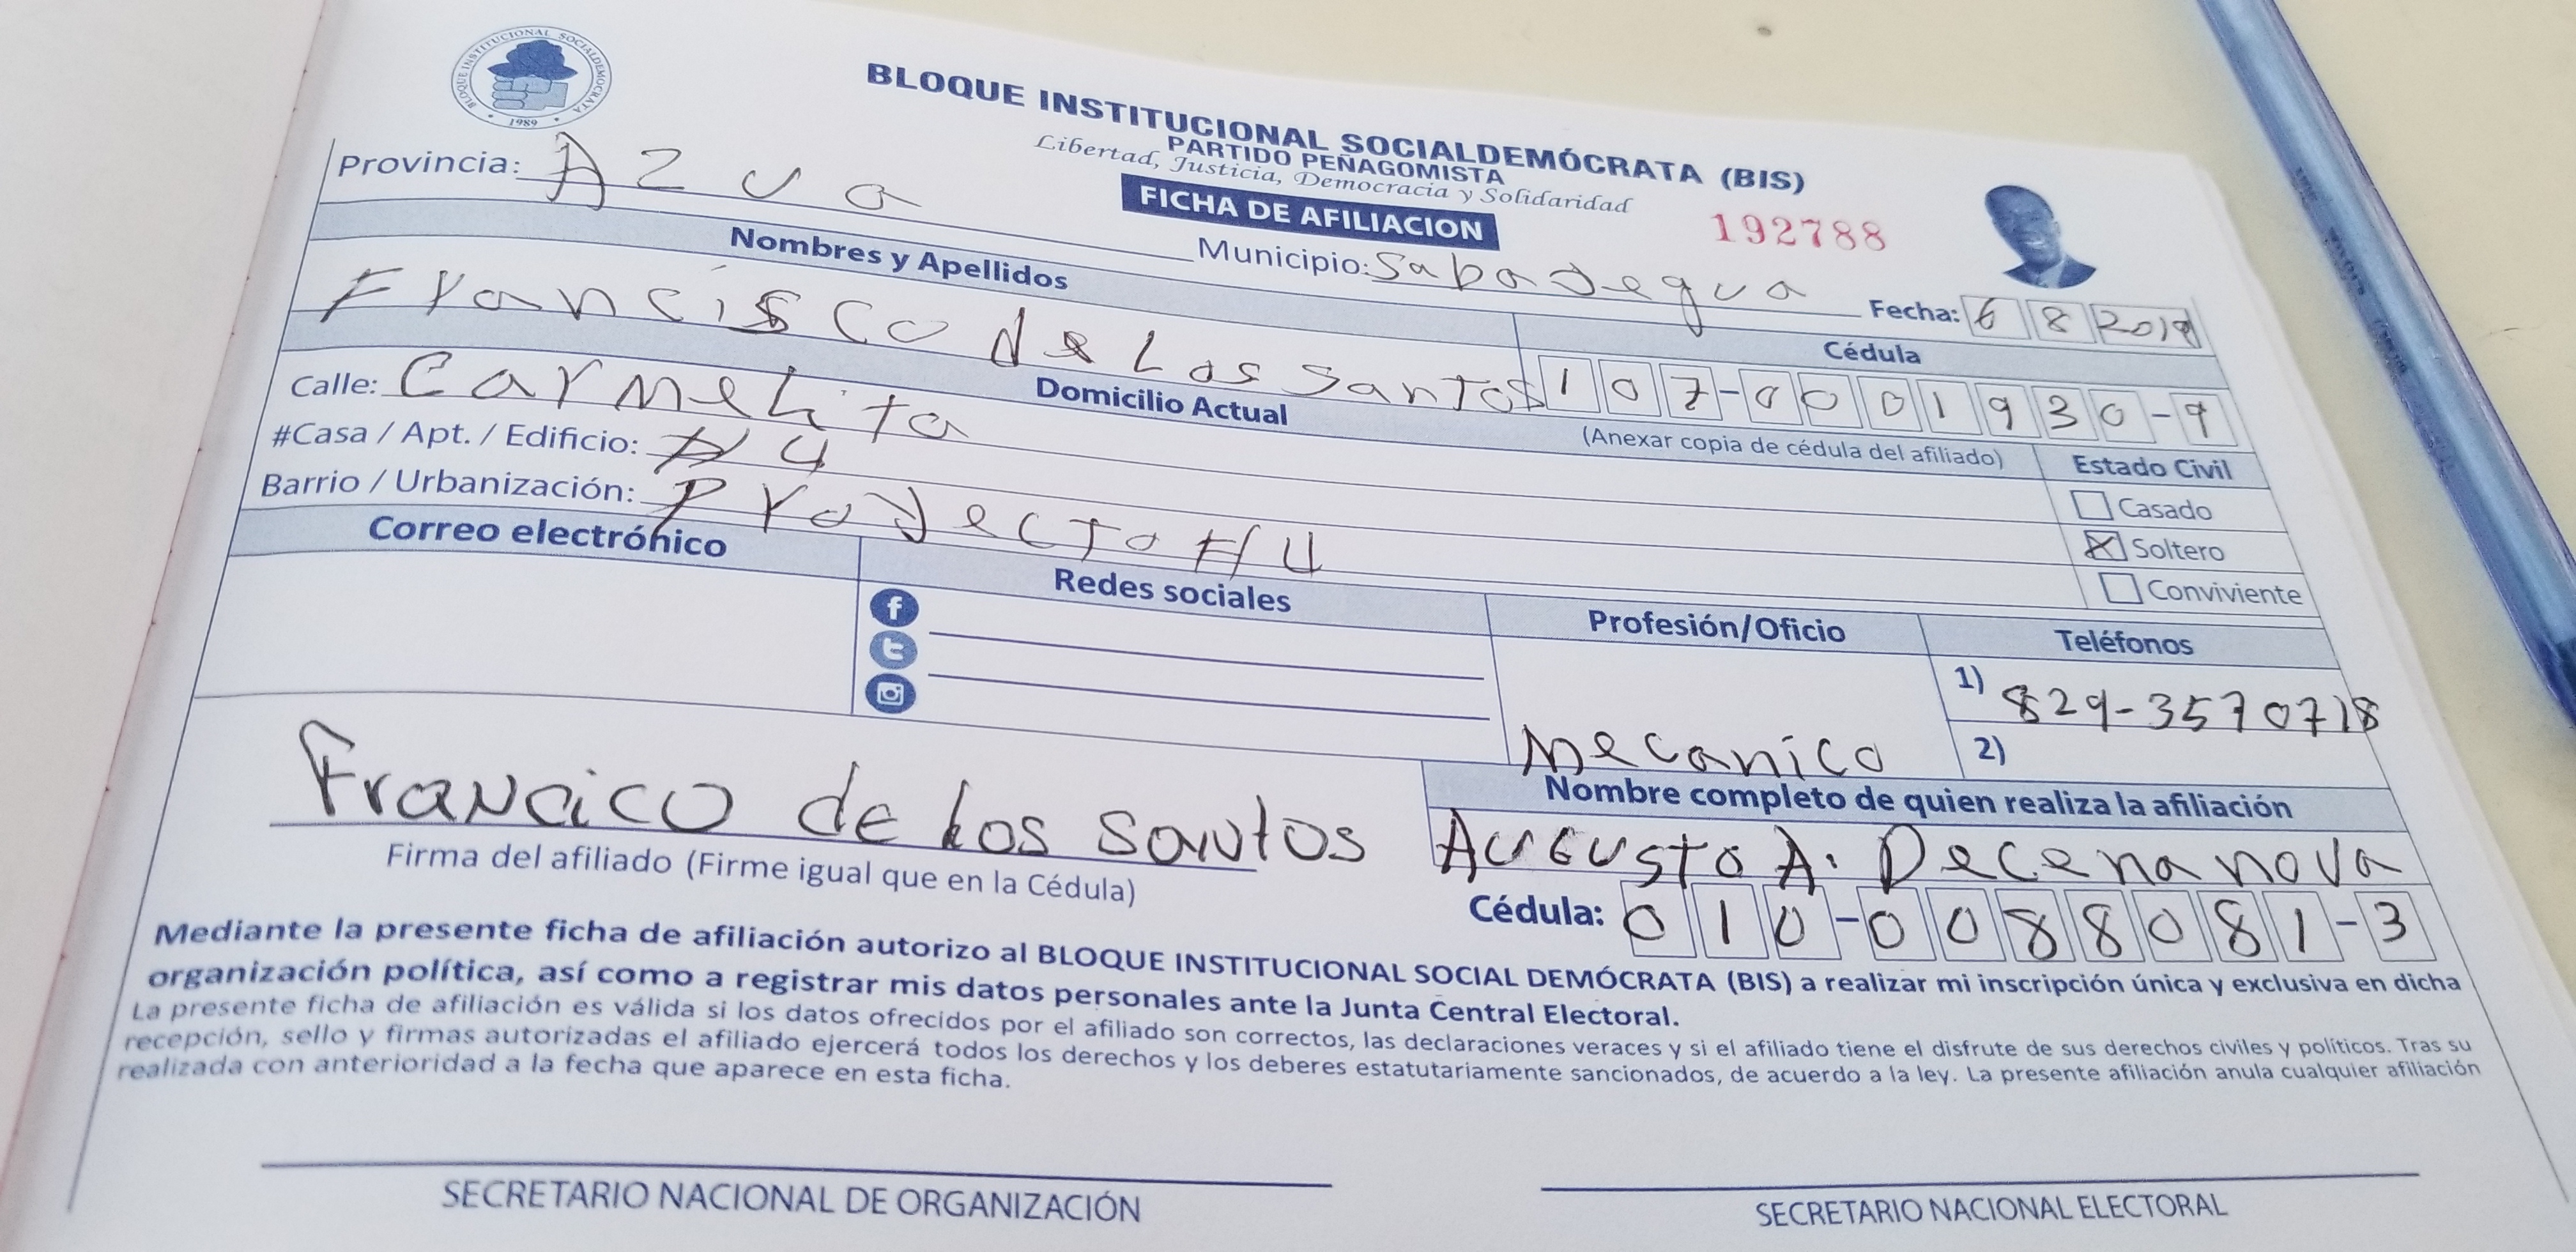 BLOQUE INSTITUCIONAL SOCIALDEMOCRATA
1989
BLOQUE INSTITUCIONAL SOCIALDEMÓCRATA (BIS)
PARTIDO PEÑAGOMISTA
Libertad, Justicia, Democracia y Solidaridad
FICHA DE AFILIACION
192788
Provincia: Azua
Municipio: Sabadegua
Fecha: 6 8 2019
Nombres y Apellidos
Cédula
Francisco de Los Santos
107-0001930-9
(Anexar copia de cédula del afiliado)
Domicilio Actual
Estado Civil
Calle: Carmelita
#Casa / Apt. / Edificio: # 4
Barrio / Urbanización: Proyecto #4
Casado
X Soltero
Conviviente
Correo electrónico
Redes sociales
Profesión/Oficio
Teléfonos
Mecanico
1) 829-3570718
2)
Francico de Los Santos
Firma del afiliado (Firme igual que en la Cédula)
Nombre completo de quien realiza la afiliación
Augusto A. Decena nova
Cédula: 010-0088081-3
Mediante la presente ficha de afiliación autorizo al BLOQUE INSTITUCIONAL SOCIAL DEMÓCRATA (BIS) a realizar mi inscripción única y exclusiva en dicha
organización política, así como a registrar mis datos personales ante la Junta Central Electoral.
La presente ficha de afiliación es válida si los datos ofrecidos por el afiliado son correctos, las declaraciones veraces y si el afiliado tiene el disfrute de sus derechos civiles y políticos. Tras su
recepción, sello y firmas autorizadas el afiliado ejercerá todos los derechos y los deberes estatutariamente sancionados, de acuerdo a la ley. La presente afiliación anula cualquier afiliación
realizada con anterioridad a la fecha que aparece en esta ficha.
SECRETARIO NACIONAL DE ORGANIZACIÓN
SECRETARIO NACIONAL ELECTORAL